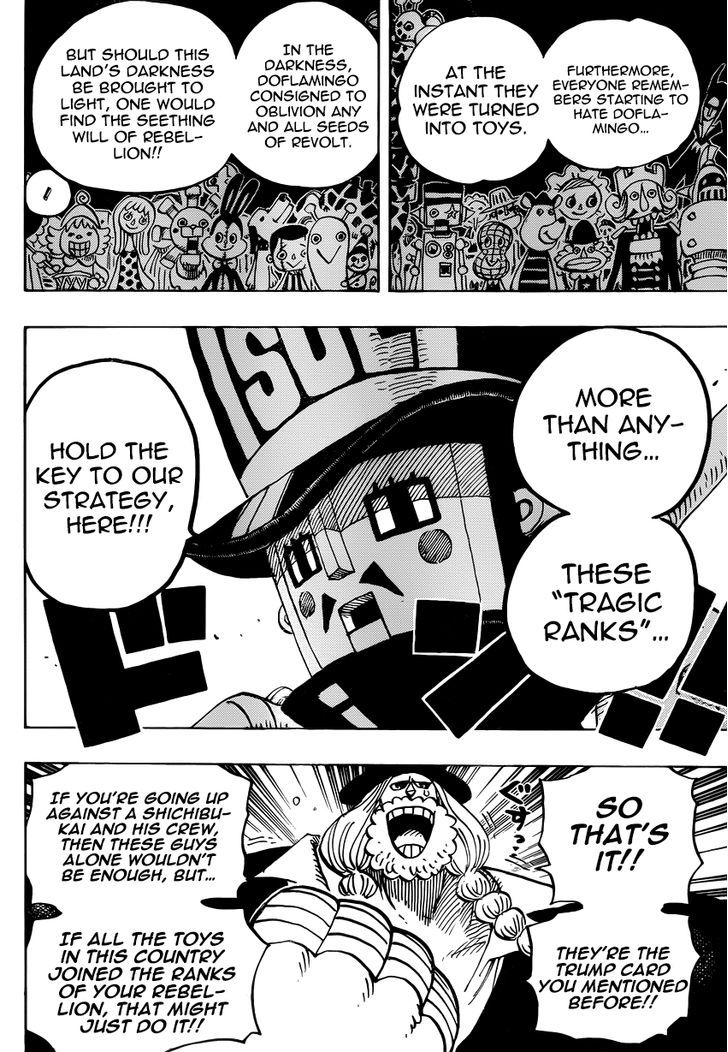 FURTHERMORE,
EVERYONE REMEM-
BERS STARTING TO
HATE DOFLA-
MINGO...
AT THE
INSTANT THEY
WERE TURNED
INTO TOYS.
IN THE
DARKNESS,
DOFLAMINGO
CONSIGNED TO
OBLIVION ANY
AND ALL SEEDS
OF REVOLT.
BUT SHOULD THIS
LAND'S DARKNESS
BE BROUGHT TO
LIGHT, ONE WOULD
FIND THE SEETHING
WILL OF REBEL-
LION!!
MORE
THAN ANY-
THING...
THESE
"TRAGIC
RANKS"...
HOLD THE
KEY TO OUR
STRATEGY,
HERE!!!
ド
SO
THAT'S
IT!!
THEY'RE THE
TRUMP CARD
YOU MENTIONED
BEFORE!!
IF YOU'RE GOING UP
AGAINST A SHICHIBU-
KAI AND HIS CREW,
THEN THESE GUYS
ALONE WOULDN'T
BE ENOUGH, BUT...
IF ALL THE TOYS
IN THIS COUNTRY
JOINED THE RANKS
OF YOUR REBEL-
LION, THAT MIGHT
JUST DO IT!!